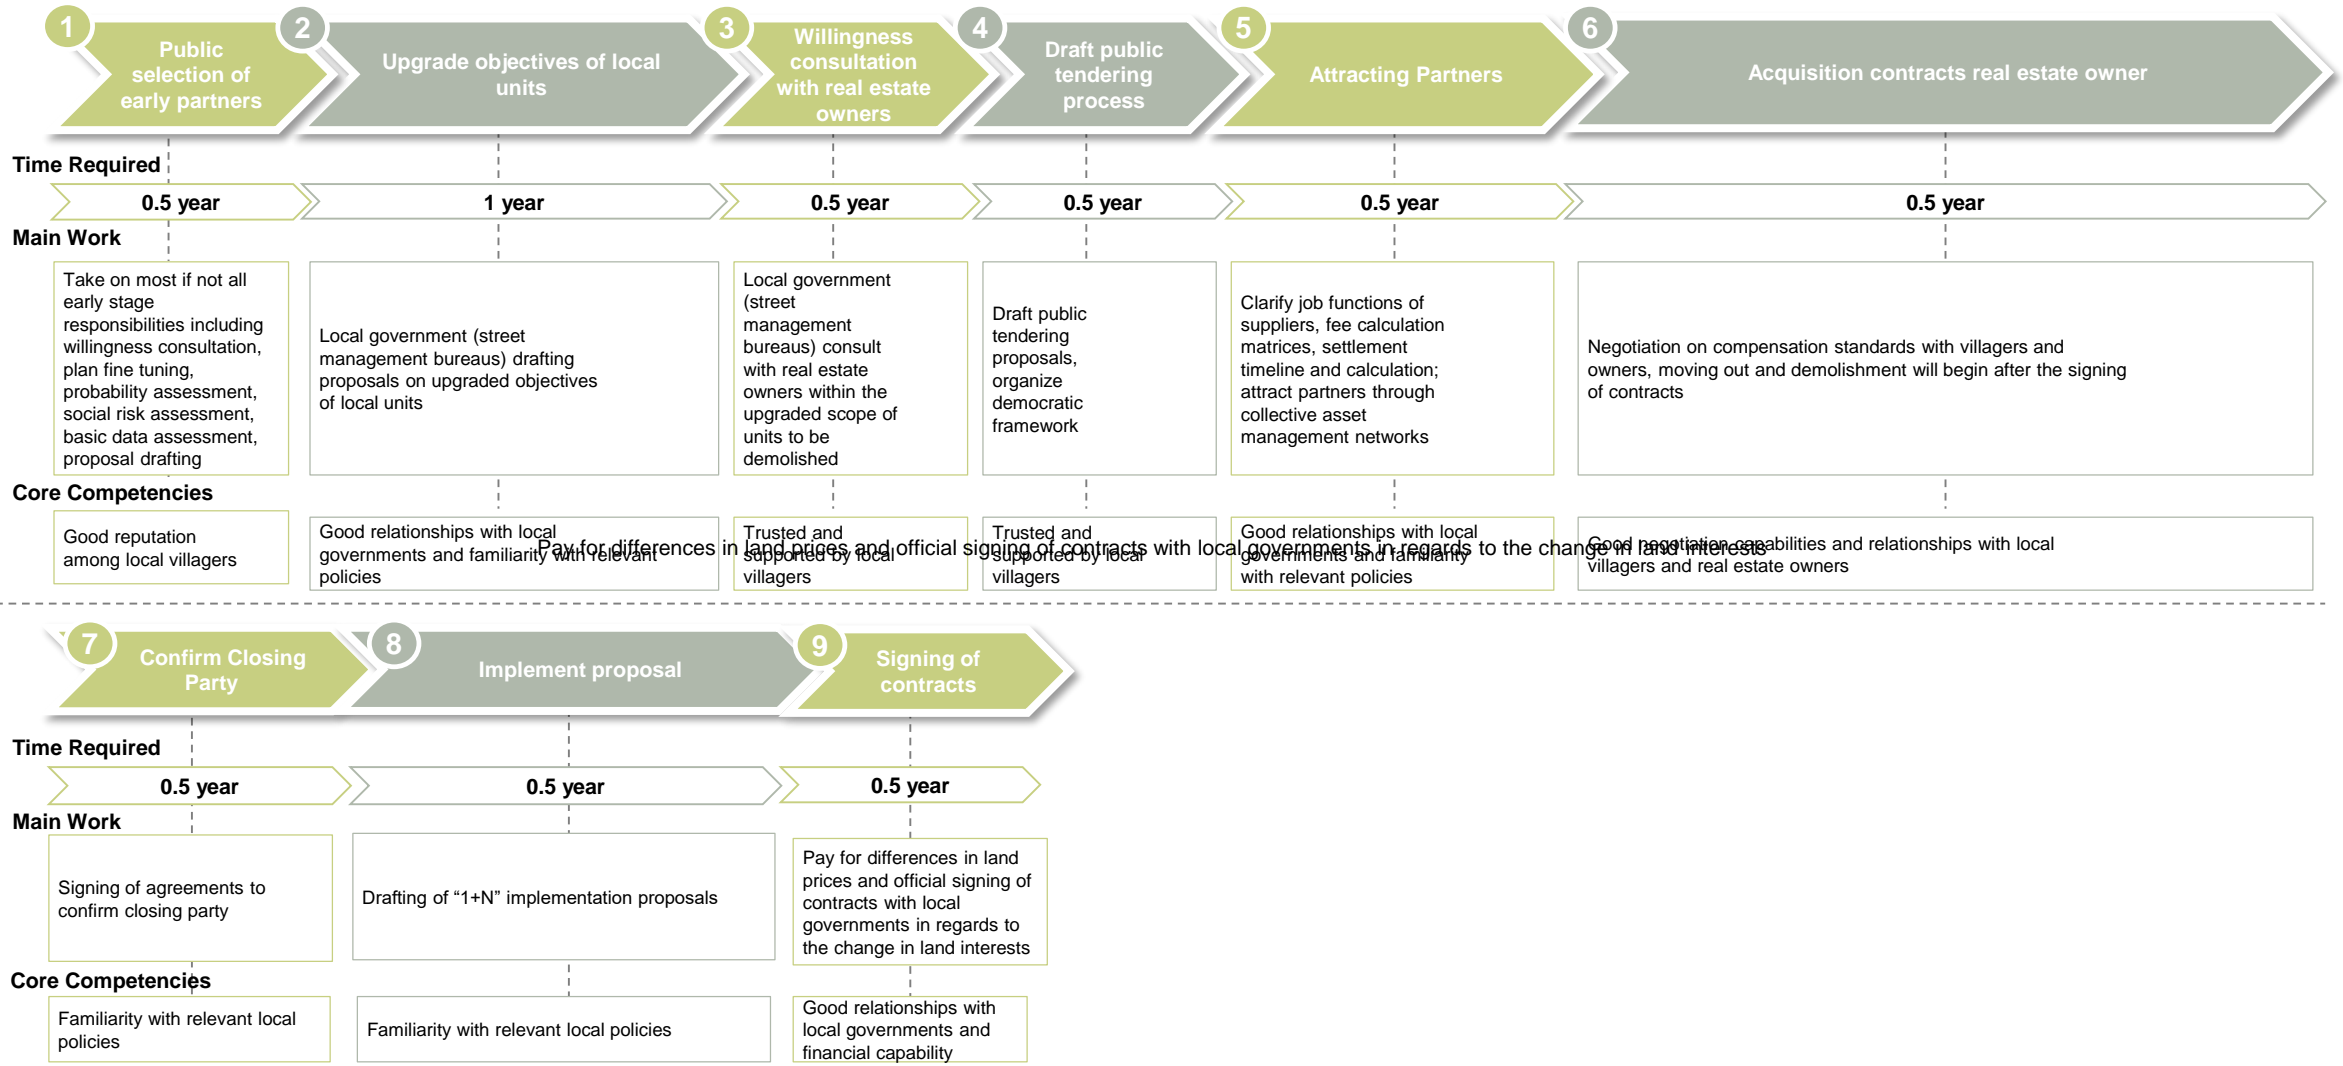 1
Public
selection of
early partners
2
Upgrade objectives of local
units
3
Willingness
consultation
with real estate
owners
4
Draft public
tendering
process
5
Attracting Partners
6
Acquisition contracts real estate owner
Time Required
0.5 year
1 year
0.5 year
0.5 year
0.5 year
0.5 year
Main Work
Take on most if not all
early stage
responsibilities including
willingness consultation,
plan fine tuning,
probability assessment,
social risk assessment,
basic data assessment,
proposal drafting
Local government (street
management bureaus) drafting
proposals on upgraded objectives
of local units
Local government
(street
management
bureaus) consult
with real estate
owners within the
upgraded scope of
units to be
demolished
Draft public
tendering
proposals,
organize
democratic
framework
Clarify job functions of
suppliers, fee calculation
matrices, settlement
timeline and calculation;
attract partners through
collective asset
management networks
Negotiation on compensation standards with villagers and
owners, moving out and demolishment will begin after the signing
of contracts
Core Competencies
Good reputation
among local villagers
Good relationships with local
governments and familiarity with relevant
policies
Trusted and
supported by local
villagers
Trusted and
supported by local
villagers
Good relationships with local
governments and familiarity
with relevant policies
Good negotiation capabilities and relationships with local
villagers and real estate owners
Pay for differences in land prices and official signing of contracts with local governments in regards to the change in land interests
7
Confirm Closing
Party
8
Implement proposal
9
Signing of
contracts
Time Required
0.5 year
0.5 year
0.5 year
Main Work
Signing of agreements to
confirm closing party
Drafting of “1+N” implementation proposals
Pay for differences in land
prices and official signing of
contracts with local
governments in regards to
the change in land interests
Core Competencies
Familiarity with relevant local
policies
Familiarity with relevant local policies
Good relationships with
local governments and
financial capability